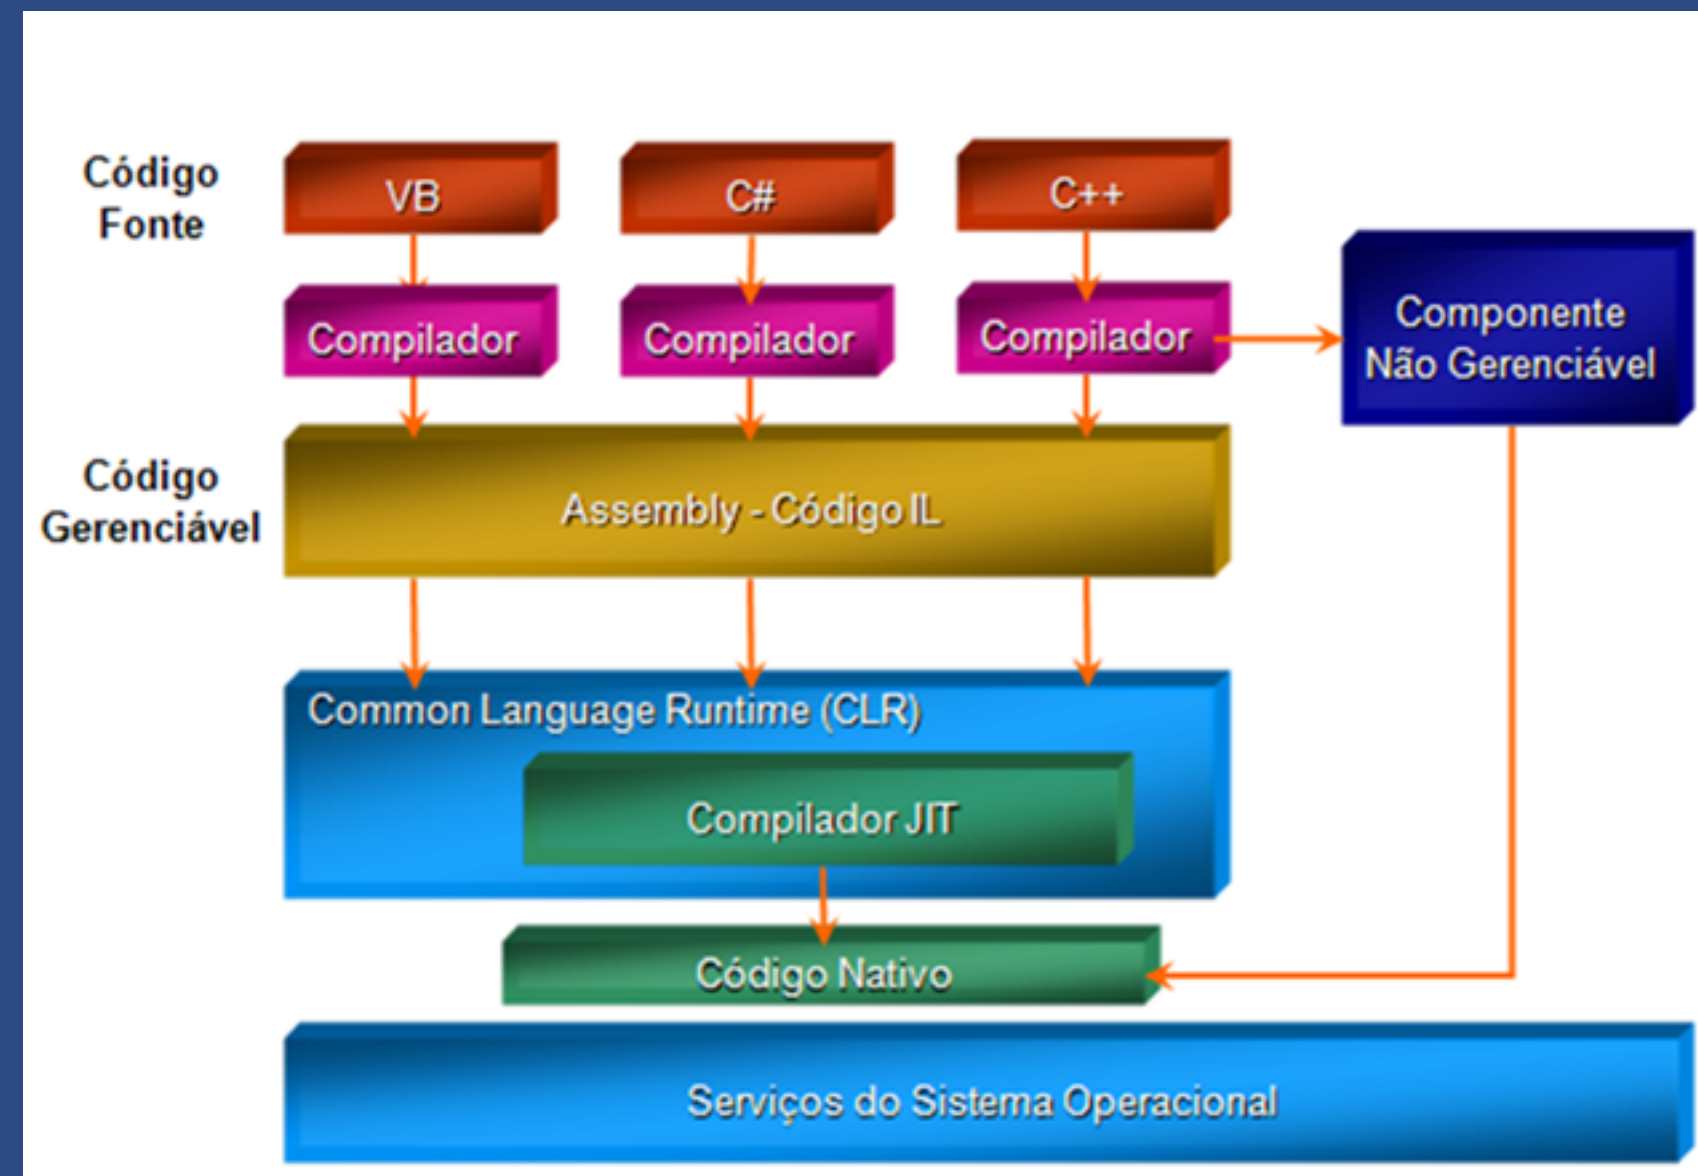 Código
Fonte
VB
C#
C++
Compilador
Compilador
Compilador
Componente
Não Gerenciável
Código
Gerenciável
Assembly - Código IL
Common Language Runtime (CLR)
Compilador JIT
Código Nativo
Serviços do Sistema Operacional